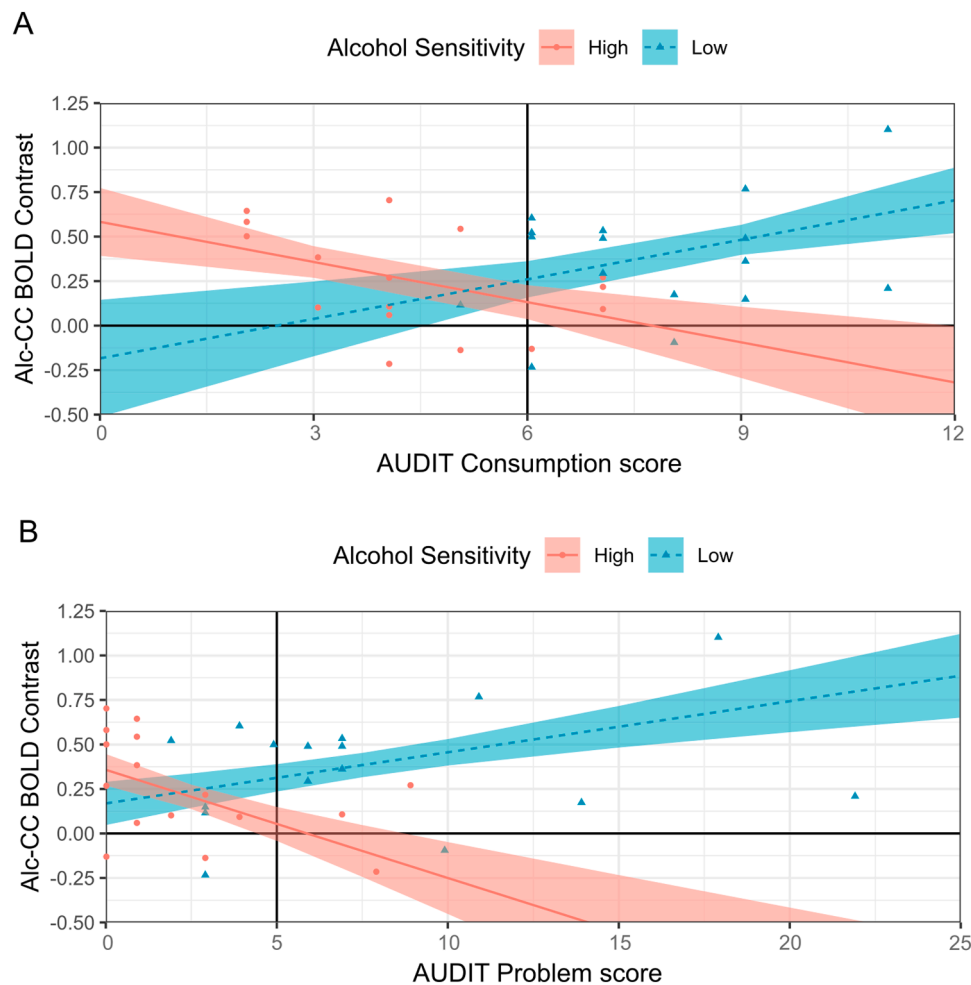 A
Alcohol Sensitivity High Low
Alc-CC BOLD Contrast
1.25
1.00
0.75
0.50
0.25
0.00
-0.25
-0.50
0 3 6 9 12
AUDIT Consumption score
B
Alcohol Sensitivity High Low
Alc-CC BOLD Contrast
1.25
1.00
0.75
0.50
0.25
0.00
-0.25
-0.50
0 5 10 15 20 25
AUDIT Problem score